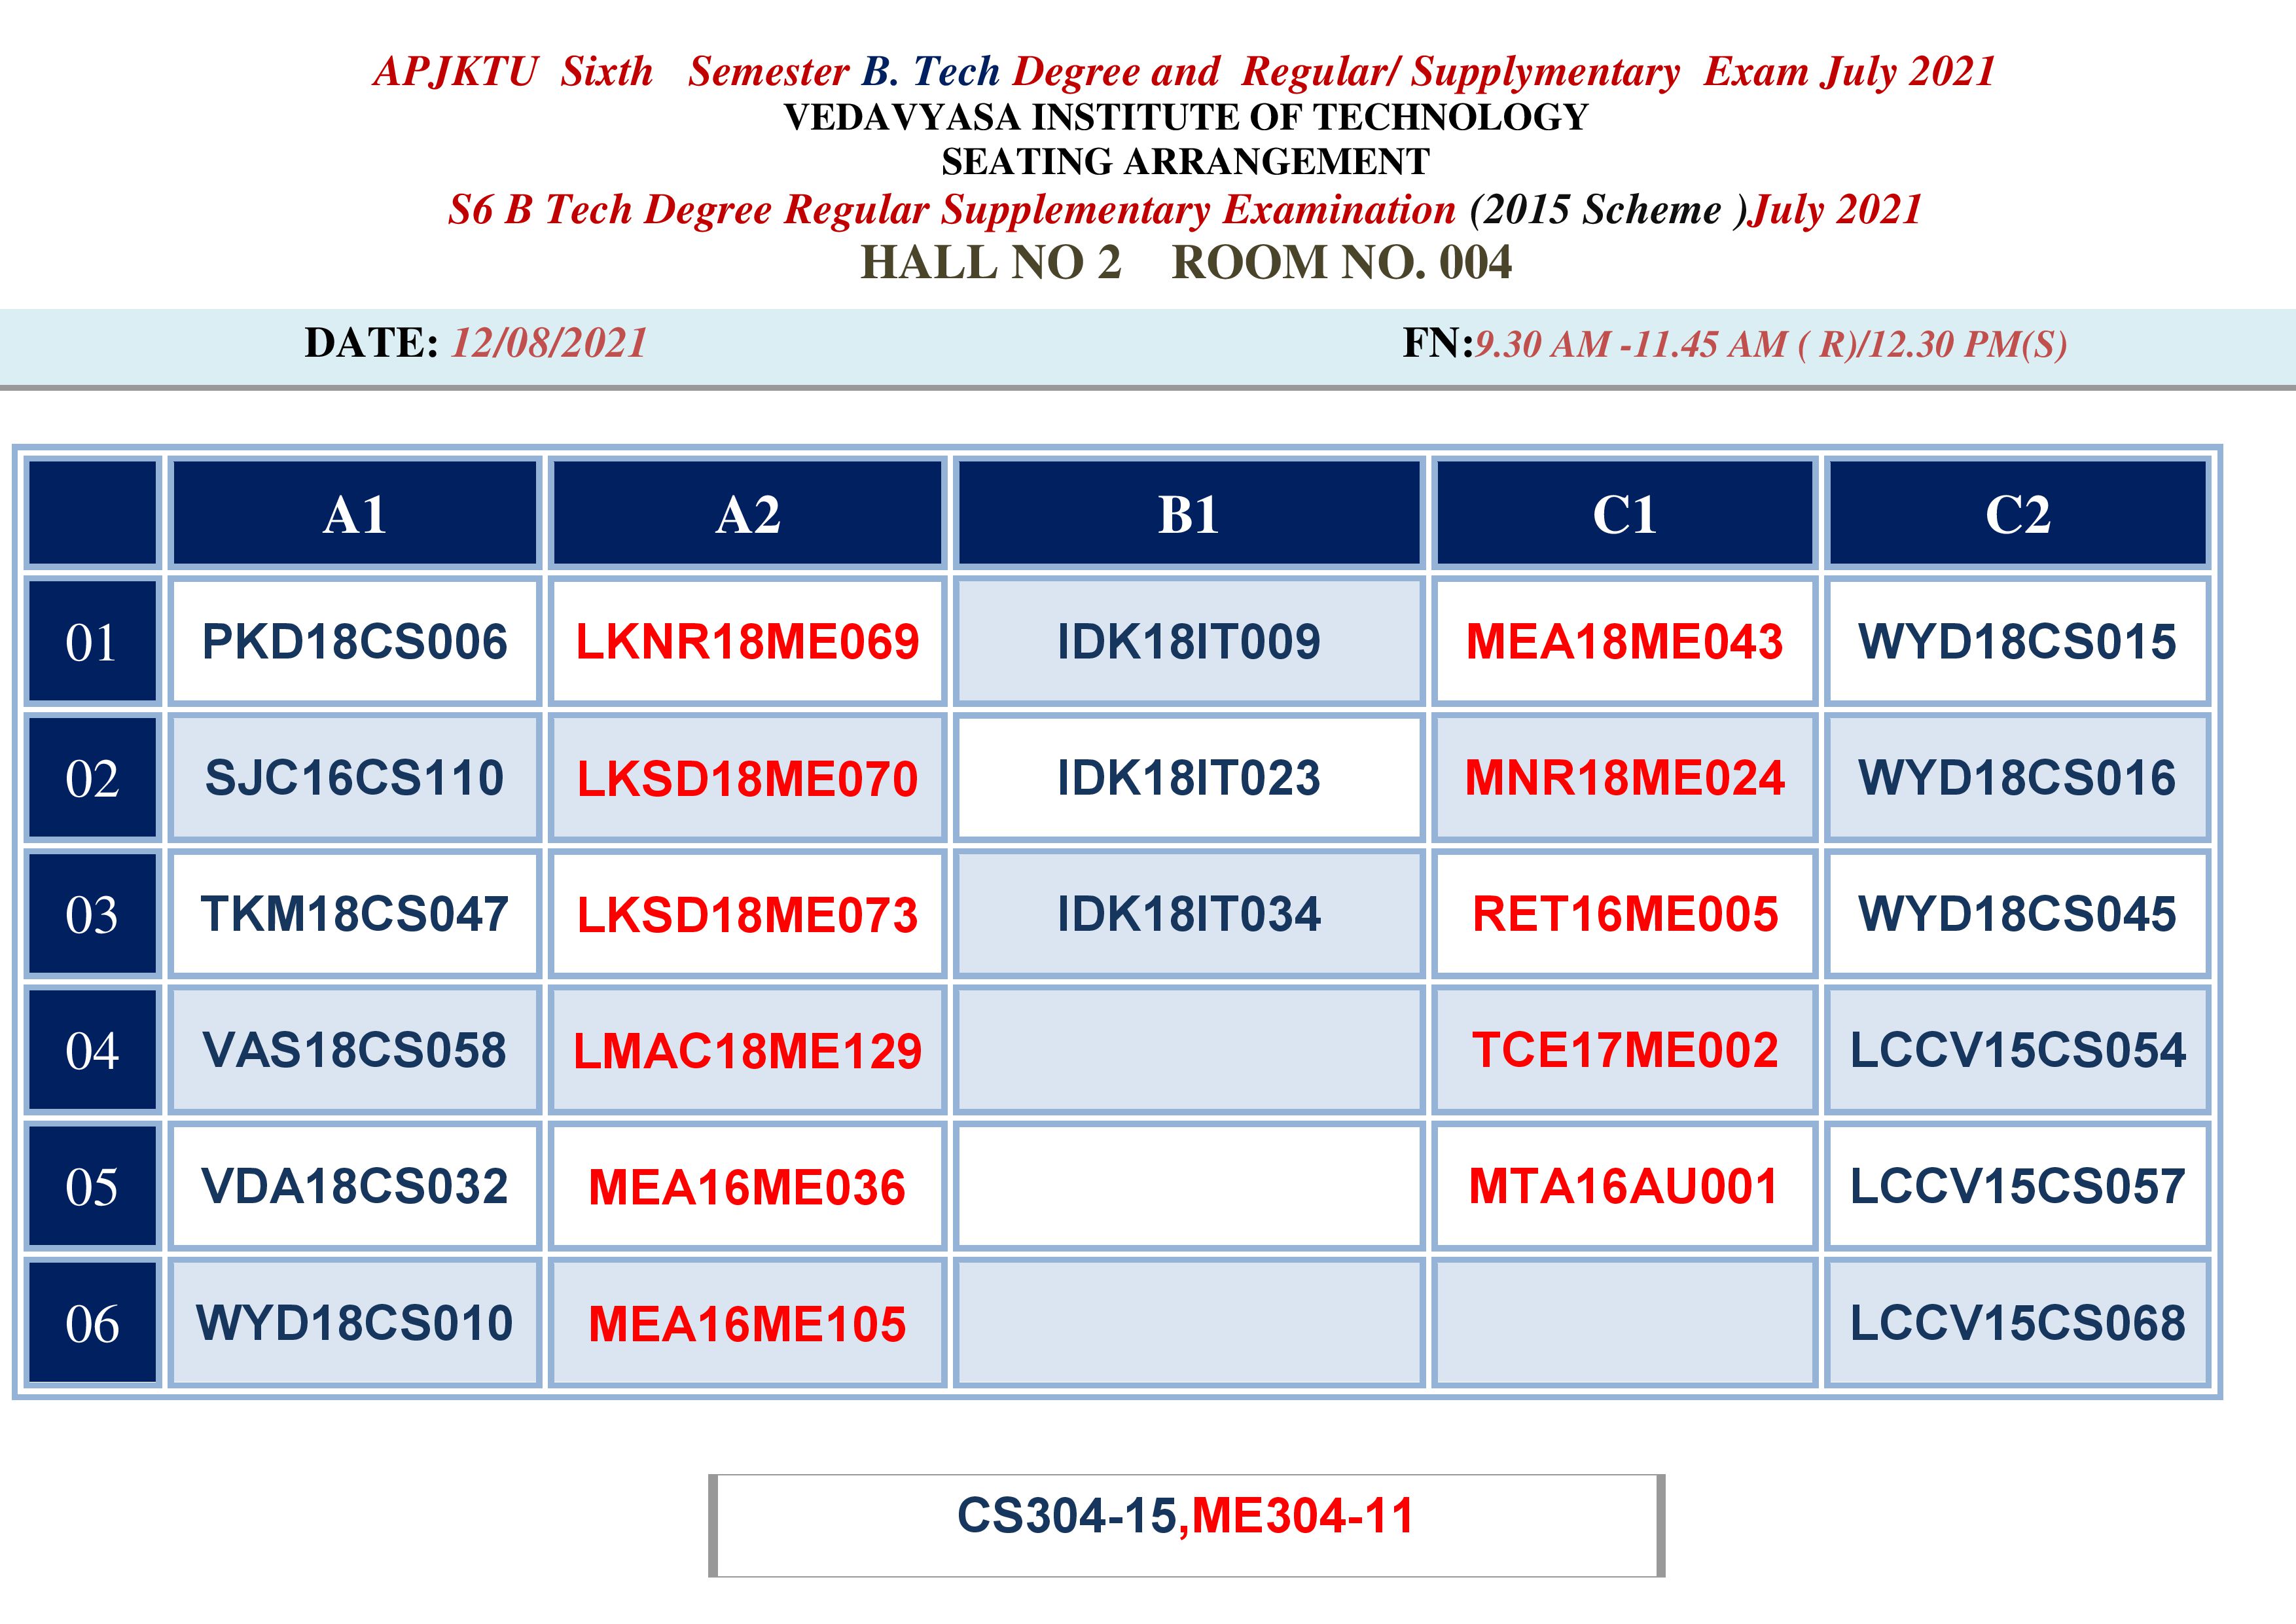 APJKTU Sixth Semester B. Tech Degree and Regular/ Supplymentary Exam July 2021
VEDAVYASA INSTITUTE OF TECHNOLOGY
SEATING ARRANGEMENT
S6 B Tech Degree Regular Supplementary Examination (2015 Scheme )July 2021
HALL NO 2 ROOM NO. 004
DATE: 12/08/2021 FN:9.30 AM -11.45 AM ( R)/12.30 PM(S)
A1 A2 B1 C1 C2
01 PKD18CS006 LKNR18ME069 IDK18IT009 MEA18ME043 WYD18CS015
02 SJC16CS110 LKSD18ME070 IDK18IT023 MNR18ME024 WYD18CS016
03 TKM18CS047 LKSD18ME073 IDK18IT034 RET16ME005 WYD18CS045
04 VAS18CS058 LMAC18ME129 TCE17ME002 LCCV15CS054
05 VDA18CS032 MEA16ME036 MTA16AU001 LCCV15CS057
06 WYD18CS010 MEA16ME105 LCCV15CS068
CS304-15,ME304-11